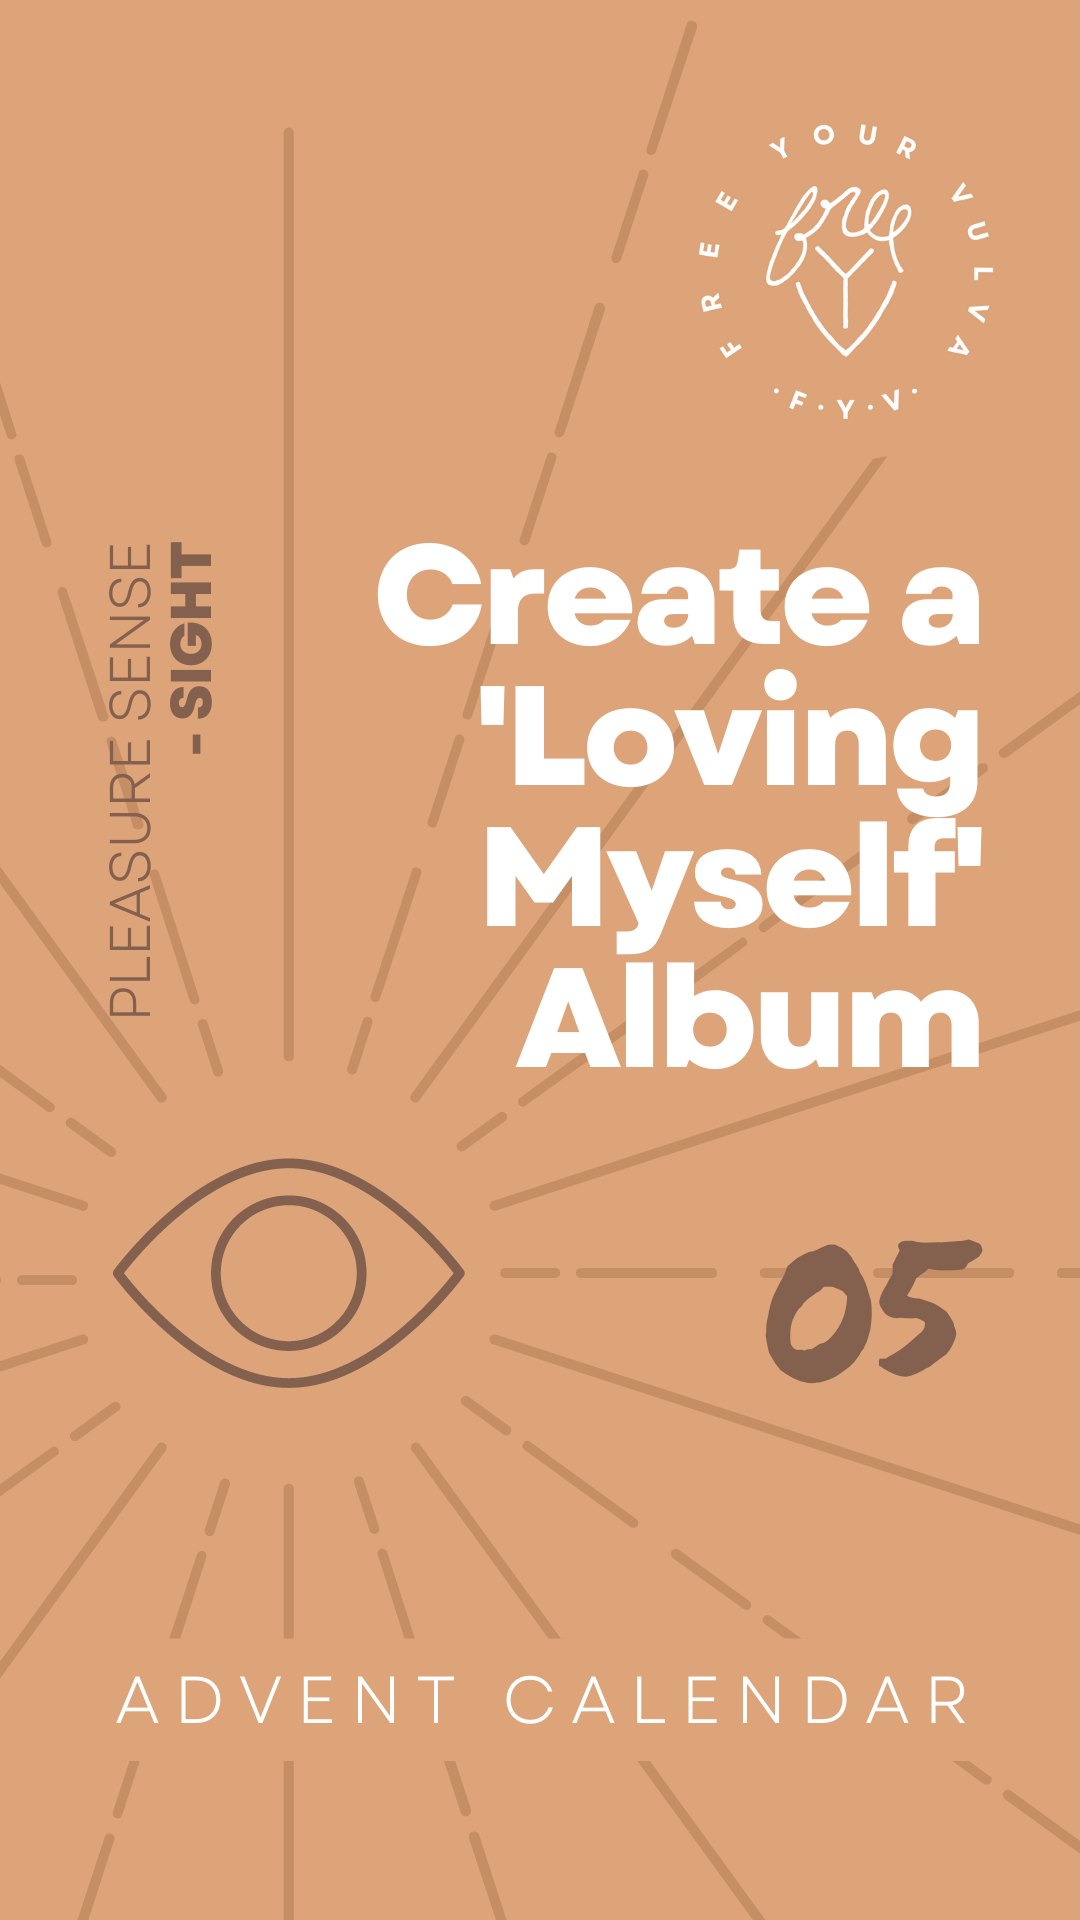 FREE YOUR VULVA
free
·F·Y·V·
PLEASURE SENSE
- SIGHT
Create a
'Loving
Myself'
Album
05
ADVENT CALENDAR